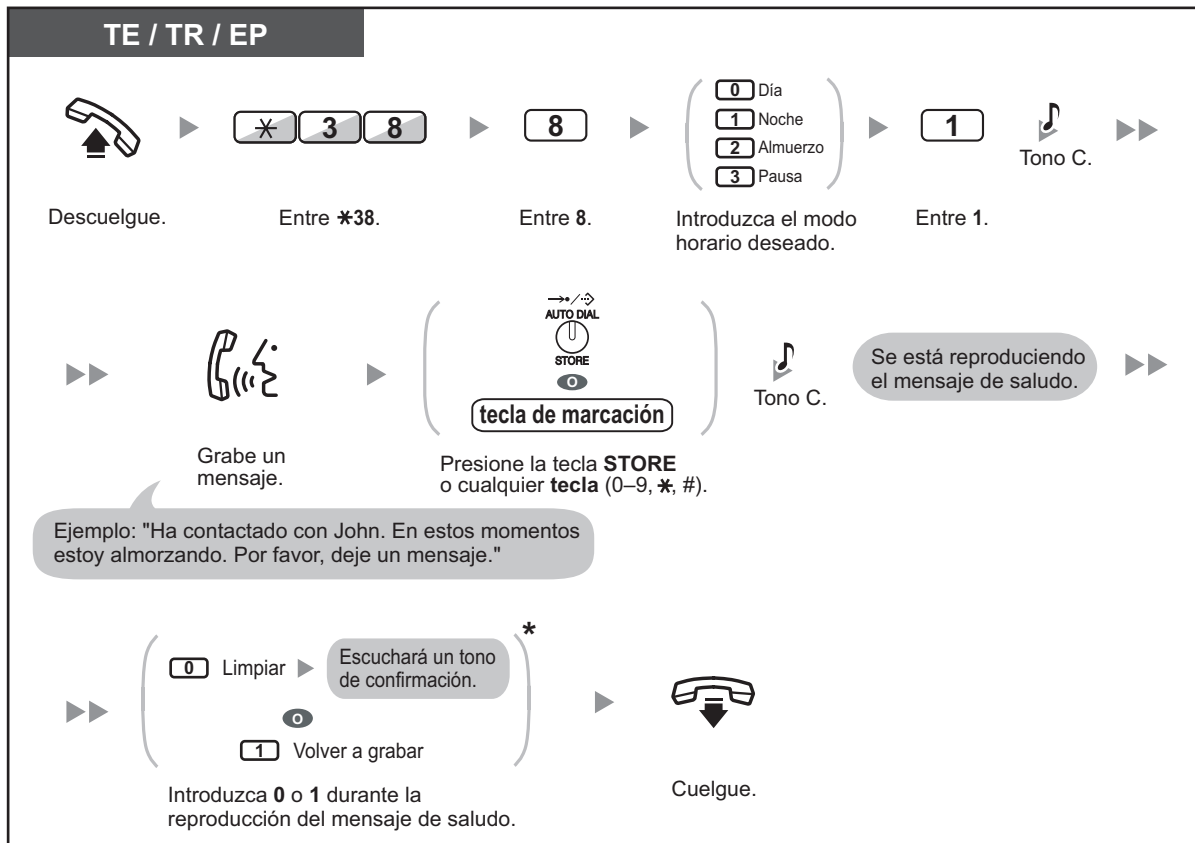 TE / TR / EP
0 Día
1 Noche
2 Almuerzo
3 Pausa
✳ 3 8
8
1
Tono C.
Descuelgue.
Entre ✳38.
Entre 8.
Introduzca el modo
horario deseado.
Entre 1.
AUTO DIAL
STORE
O
tecla de marcación
Tono C.
Se está reproduciendo
el mensaje de saludo.
Grabe un
mensaje.
Presione la tecla STORE
o cualquier tecla (0–9, ✳, #).
Ejemplo: "Ha contactado con John. En estos momentos
estoy almorzando. Por favor, deje un mensaje."
*
0 Limpiar
Escuchará un tono
de confirmación.
O
1 Volver a grabar
Introduzca 0 o 1 durante la
reproducción del mensaje de saludo.
Cuelgue.